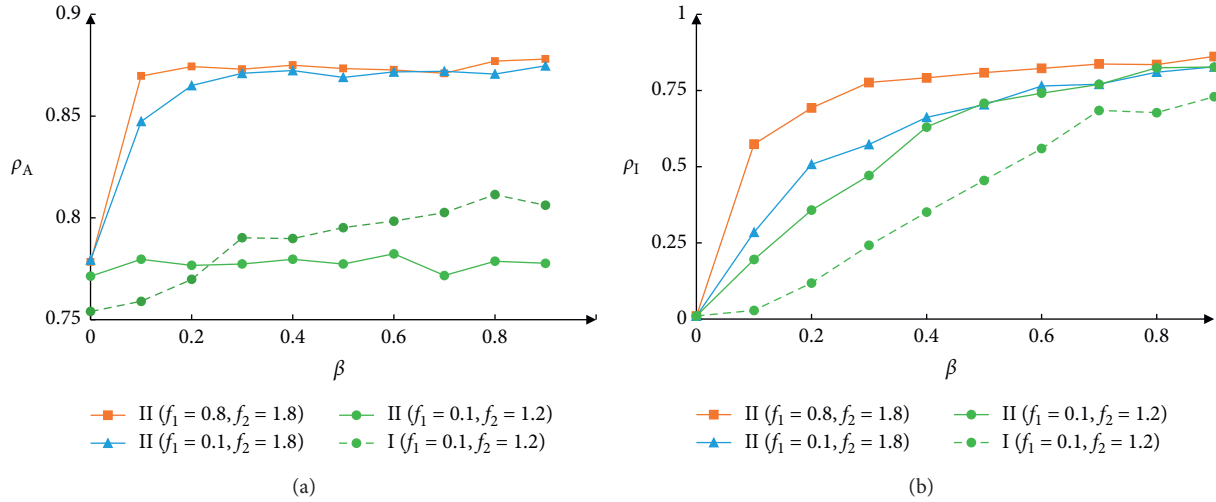 0.9
0.85
ρA
0.8
0.75
0 0.2 0.4 0.6 0.8
β
II (f1 = 0.8, f2 = 1.8)
II (f1 = 0.1, f2 = 1.8)
II (f1 = 0.1, f2 = 1.2)
I (f1 = 0.1, f2 = 1.2)
(a)
1
0.75
ρI
0.5
0.25
1
0 0.2 0.4 0.6 0.8
β
II (f1 = 0.8, f2 = 1.8)
II (f1 = 0.1, f2 = 1.8)
II (f1 = 0.1, f2 = 1.2)
I (f1 = 0.1, f2 = 1.2)
(b)